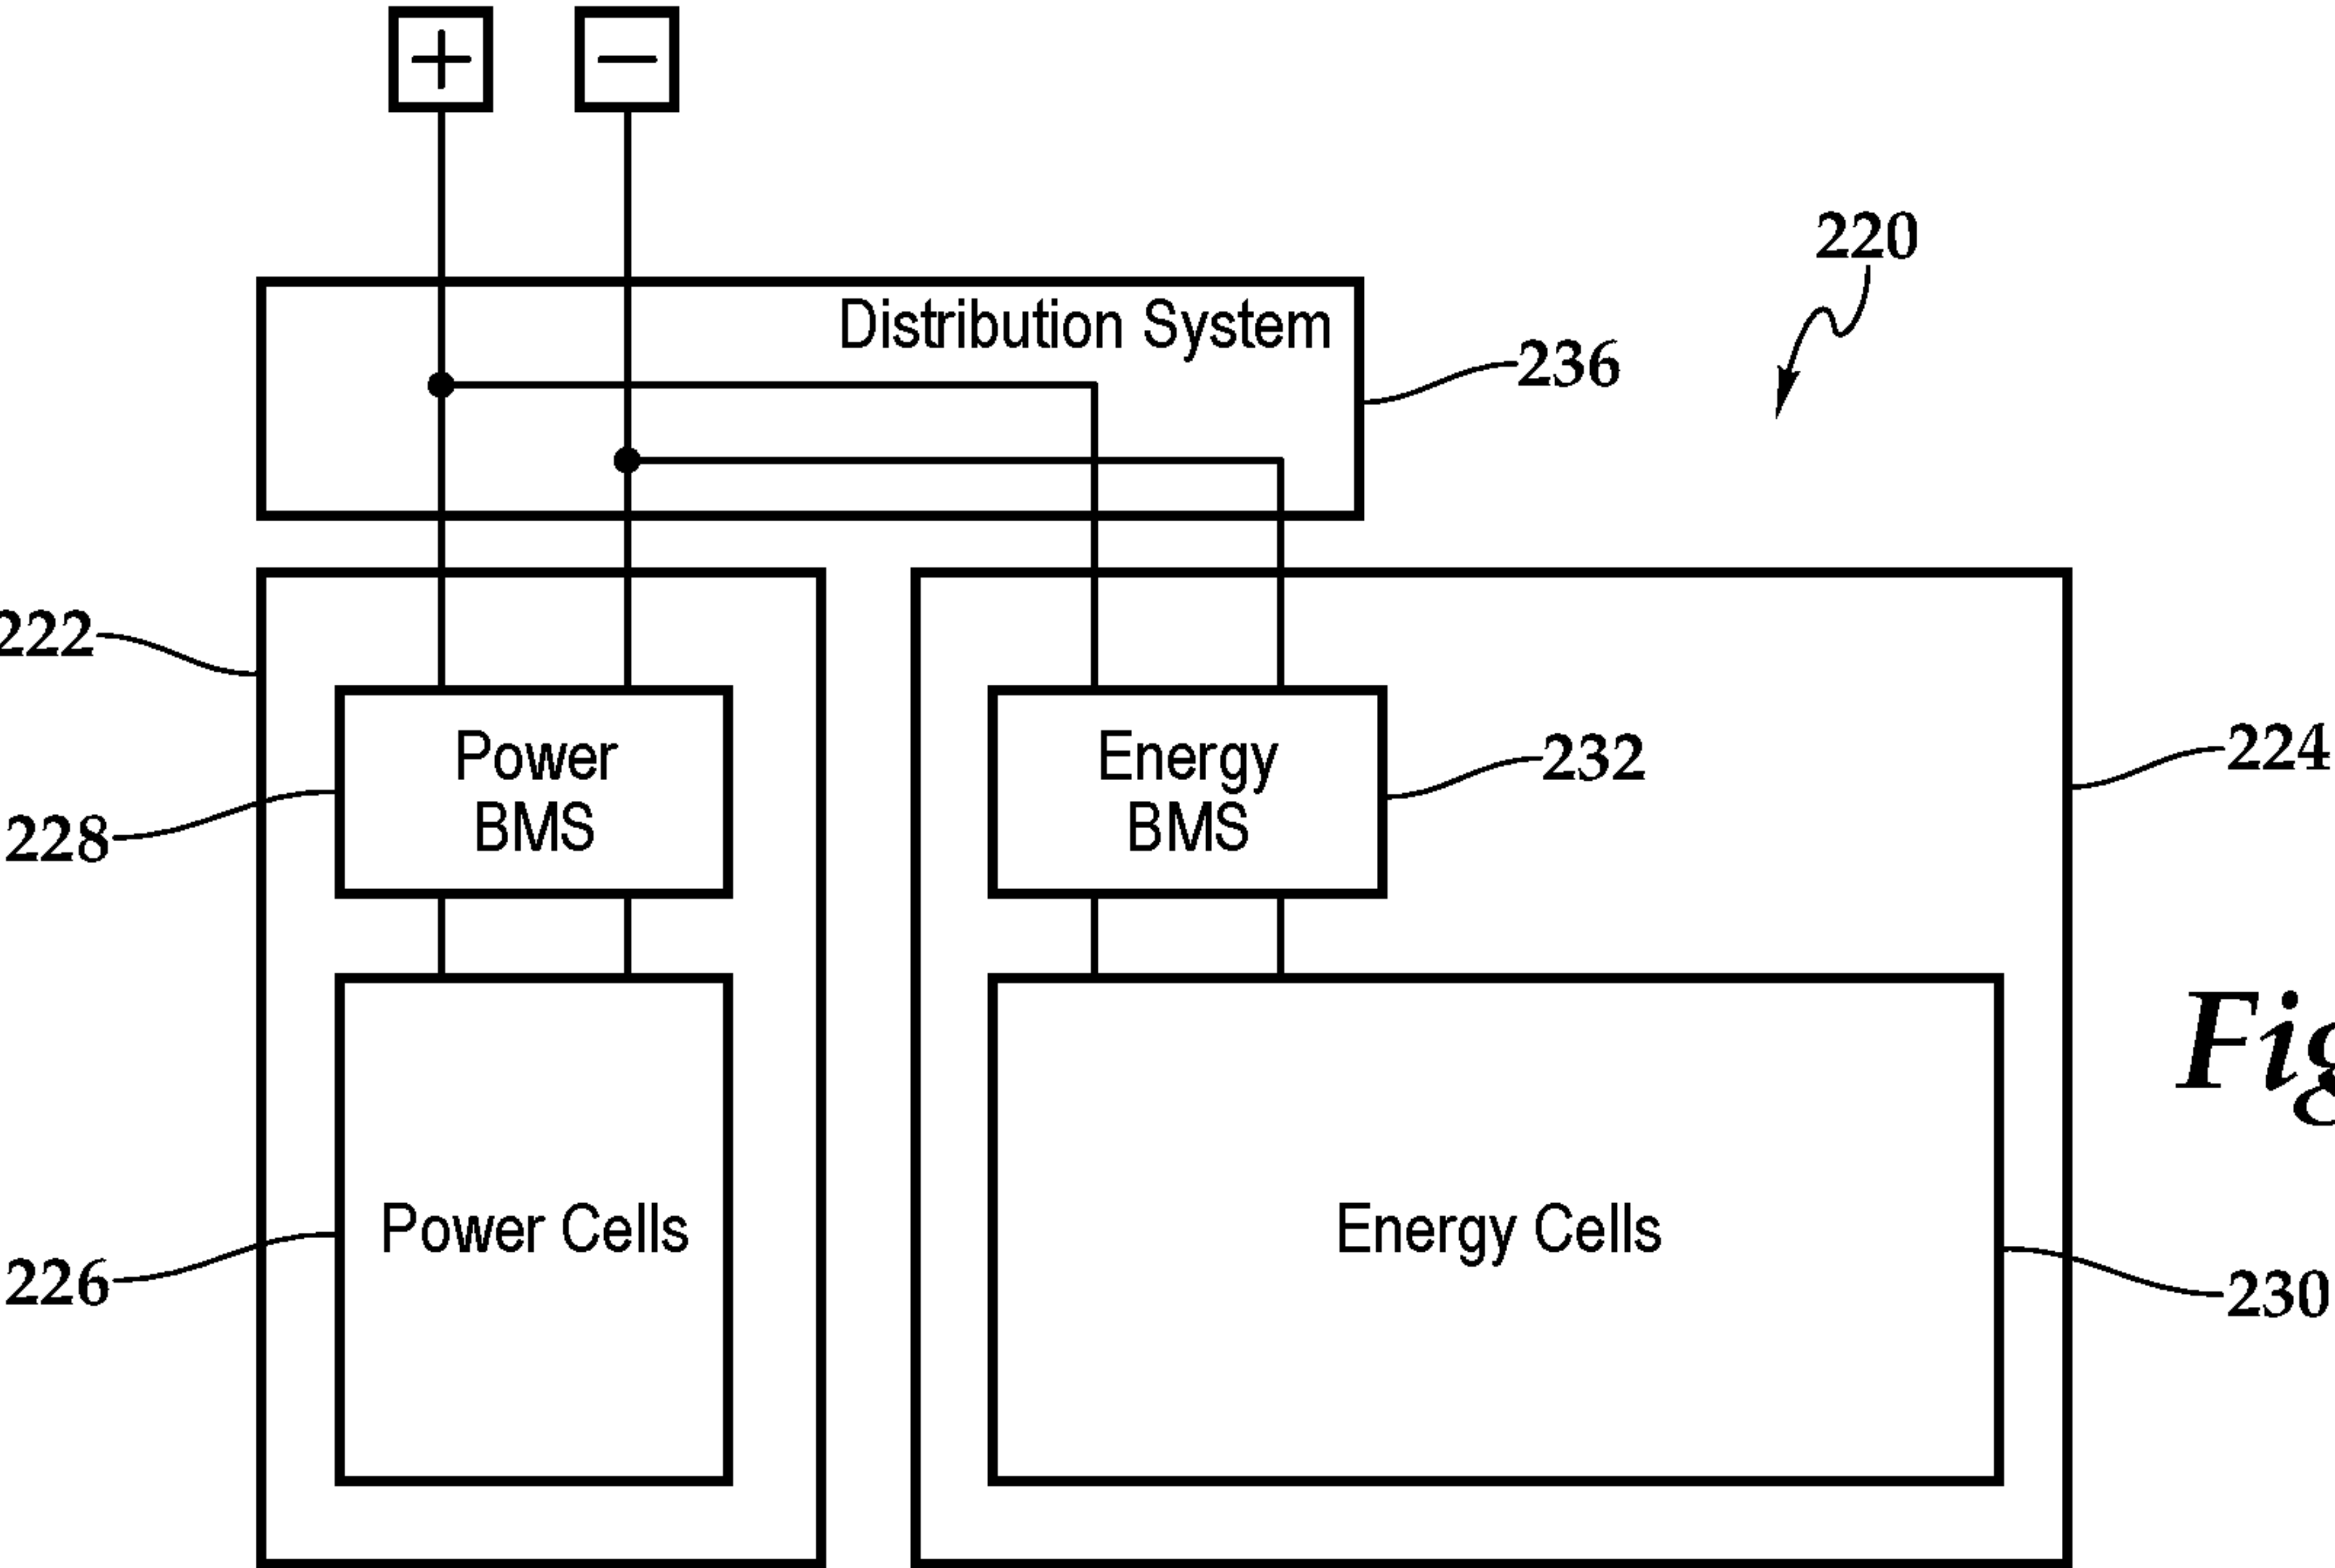 + −
220
Distribution System
236
222
Power
BMS
Energy
BMS
232
224
228
Power Cells
Energy Cells
226
230